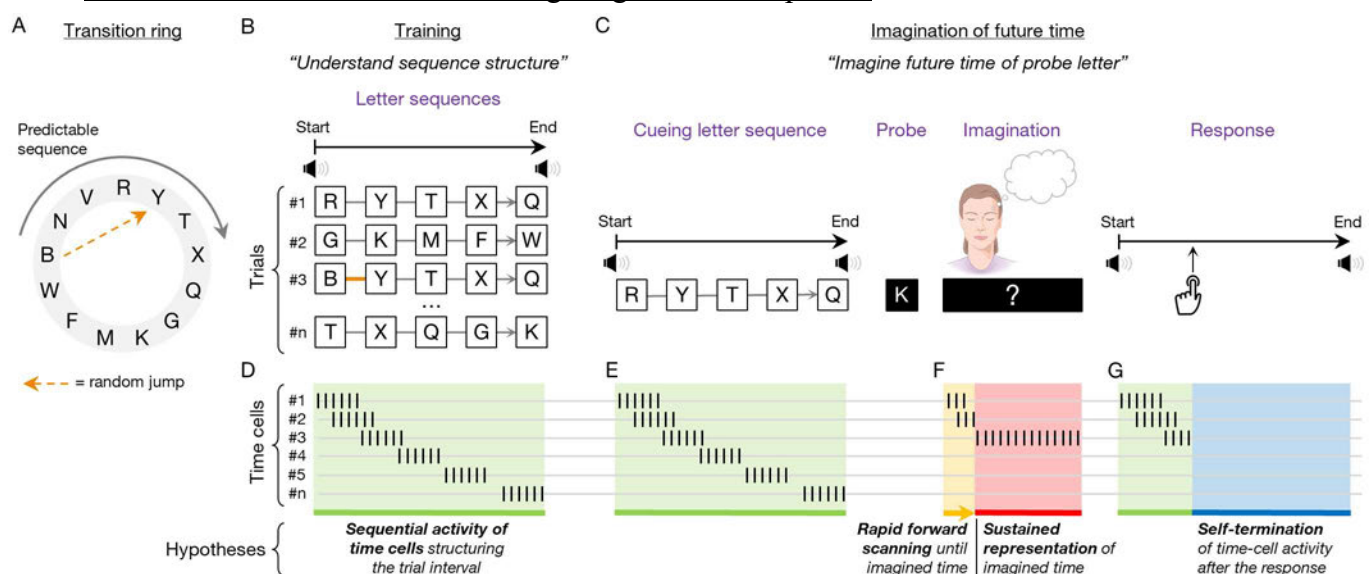 A
Transition ring
Predictable
sequence
R
Y
T
X
Q
G
K
M
F
W
B
N
V
= random jump
B
Training
"Understand sequence structure"
Letter sequences
Start
End
Trials
#1 R Y T X Q
#2 G K M F W
#3 B Y T X Q
...
#n T X Q G K
C
Imagination of future time
"Imagine future time of probe letter"
Cueing letter sequence
Probe
Imagination
Response
Start
End
R Y T X Q
K
?
Start
End
D
E
F
G
Time cells
#1
#2
#3
#4
#5
#n
Hypotheses
Sequential activity of
time cells structuring
the trial interval
Rapid forward
scanning until
imagined time
Sustained
representation of
imagined time
Self-termination
of time-cell activity
after the response